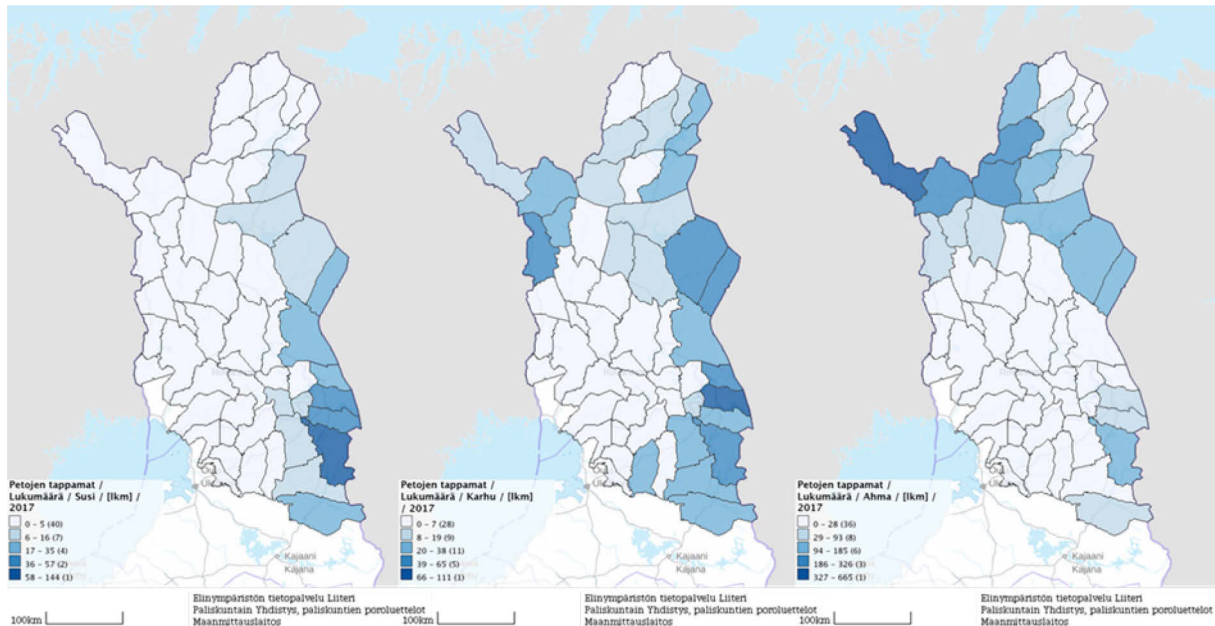 Petojen tappamat /
Lukumäärä / Susi / [lkm] /
2017
0 – 5 (40)
6 – 16 (7)
17 – 35 (4)
36 – 57 (2)
58 – 144 (1)
100km
Elinympäristön tietopalvelu Liiteri
Paliskuntain Yhdistys, paliskuntien poroluettelot
Maanmittauslaitos
Petojen tappamat /
Lukumäärä / Karhu / [lkm]
/ 2017
0 – 7 (28)
8 – 19 (9)
20 – 38 (11)
39 – 65 (5)
66 – 111 (1)
Kajaani
Kajana
100km
Elinympäristön tietopalvelu Liiteri
Paliskuntain Yhdistys, paliskuntien poroluettelot
Maanmittauslaitos
Petojen tappamat /
Lukumäärä / Ahma / [lkm] /
2017
0 – 28 (36)
29 – 93 (8)
94 – 185 (6)
186 – 326 (3)
327 – 665 (1)
Kajaani
Kajana
100km
Elinympäristön tietopalvelu Liiteri
Paliskuntain Yhdistys, paliskuntien poroluettelot
Maanmittauslaitos
Kajaani
Kajana